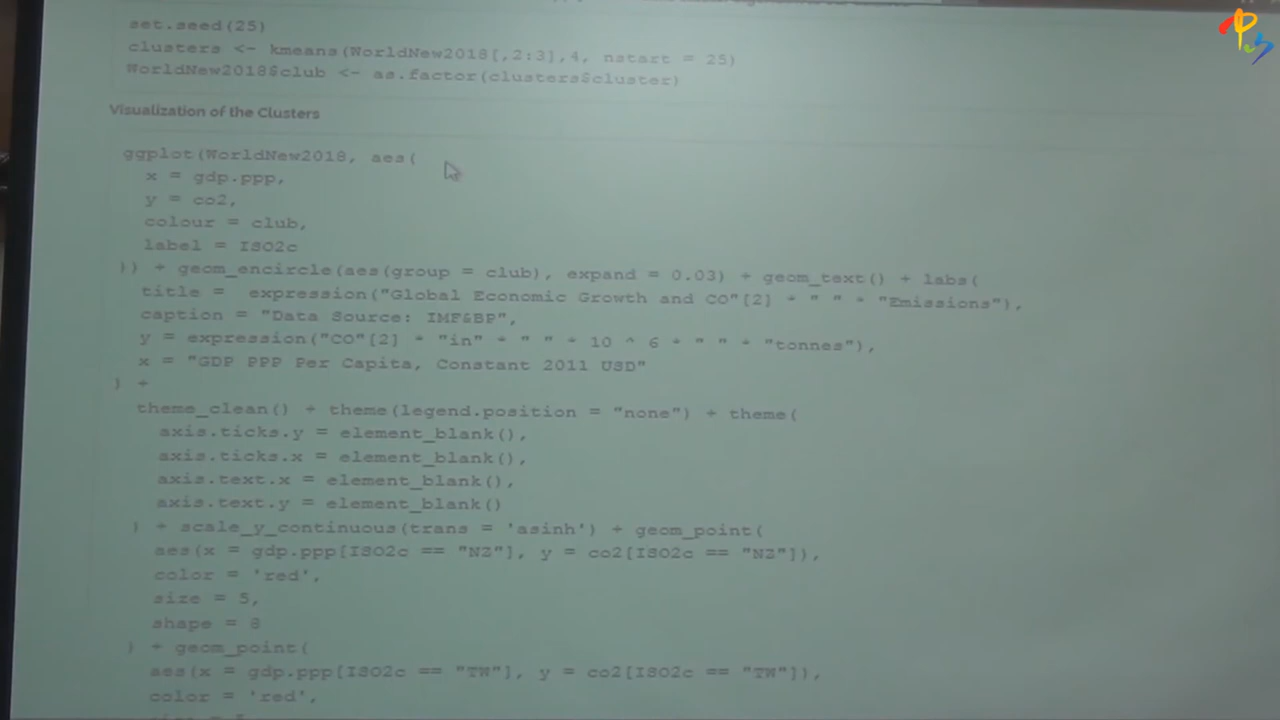 set.seed(25)
clusters <- kmeans(WorldNew2018[,2:3],4, nstart = 25)
WorldNew2018$club <- as.factor(clusters$cluster)
Visualization of the Clusters
ggplot(WorldNew2018, aes(
x = gdp.ppp,
y = co2,
colour = club,
label = ISO2c
)) + geom_encircle(aes(group = club), expand = 0.03) + geom_text() + labs(
title = expression("Global Economic Growth and CO"[2] * " " * "Emissions"),
caption = "Data Source: IMF&BP",
y = expression("CO"[2] * "in" * " " * 10 ^ 6 * " " * "tonnes"),
x = "GDP PPP Per Capita, Constant 2011 USD"
) +
theme_clean() + theme(legend.position = "none") + theme(
axis.ticks.y = element_blank(),
axis.ticks.x = element_blank(),
axis.text.x = element_blank(),
axis.text.y = element_blank()
) + scale_y_continuous(trans = 'asinh') + geom_point(
aes(x = gdp.ppp[ISO2c == "NZ"], y = co2[ISO2c == "NZ"]),
color = 'red',
size = 5,
shape = 8
) + geom_point(
aes(x = gdp.ppp[ISO2c == "TW"], y = co2[ISO2c == "TW"]),
color = 'red',